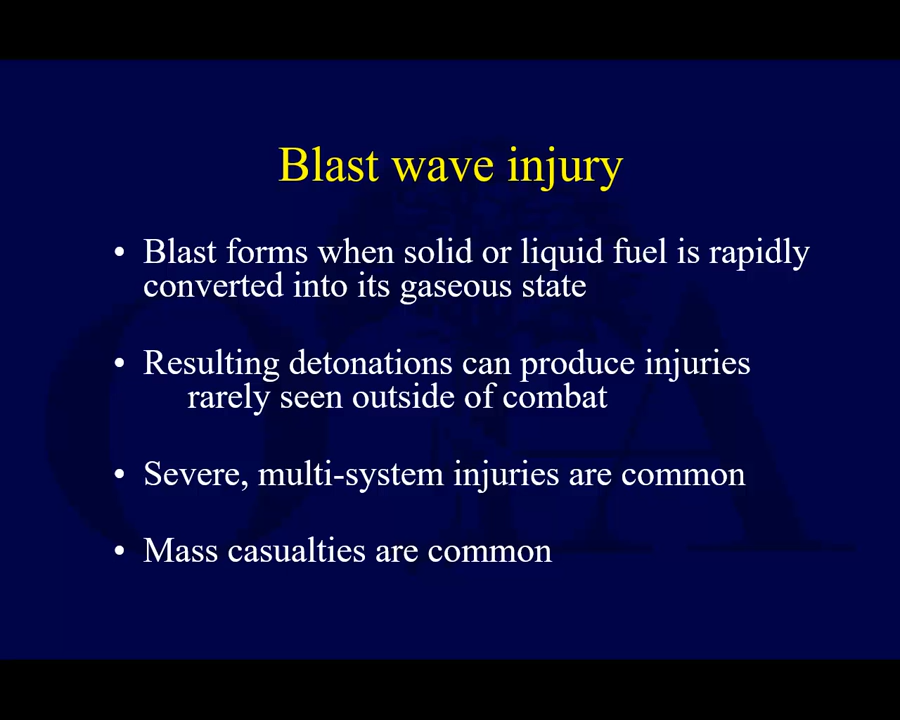 Blast wave injury
• Blast forms when solid or liquid fuel is rapidly
converted into its gaseous state
• Resulting detonations can produce injuries
rarely seen outside of combat
• Severe, multi-system injuries are common
• Mass casualties are common
OTA